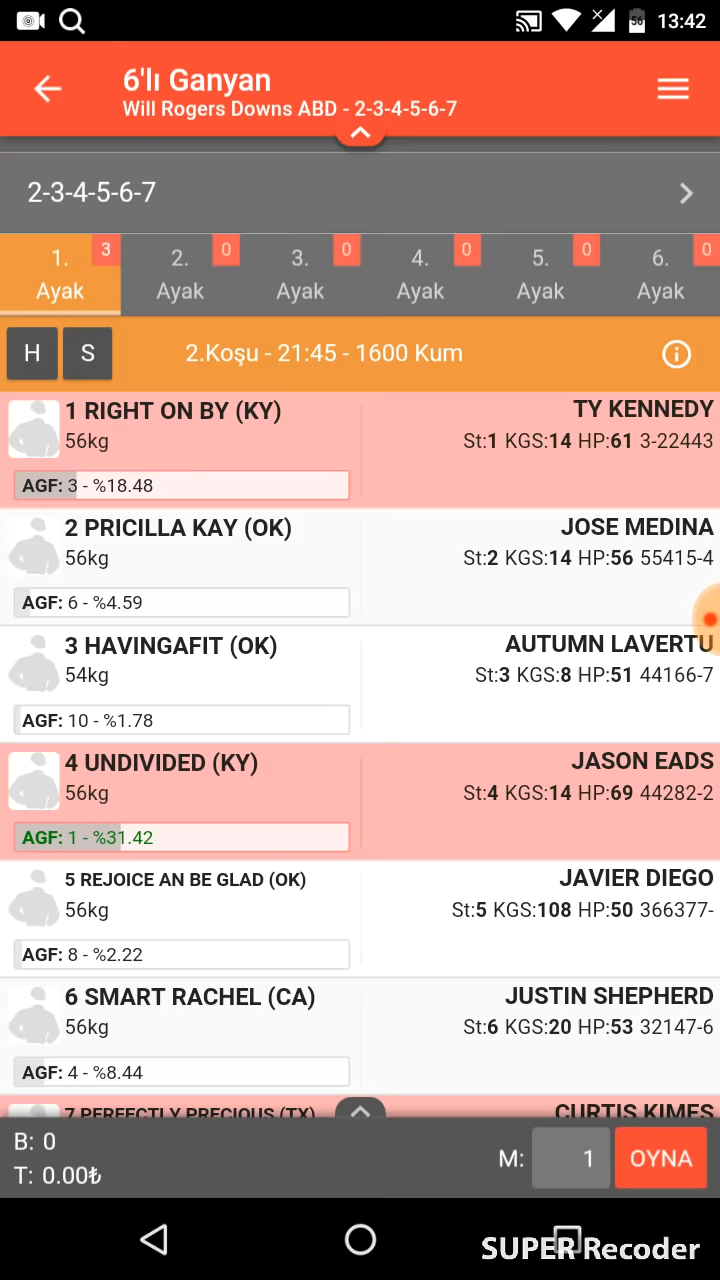 56 13:42
6'lı Ganyan
Will Rogers Downs ABD - 2-3-4-5-6-7
2-3-4-5-6-7
1. 3 2. 0 3. 0 4. 0 5. 0 6. 0
Ayak Ayak Ayak Ayak Ayak Ayak
H S 2.Koşu - 21:45 - 1600 Kum
1 RIGHT ON BY (KY) TY KENNEDY
56kg St:1 KGS:14 HP:61 3-22443
AGF: 3 - %18.48
2 PRICILLA KAY (OK) JOSE MEDINA
56kg St:2 KGS:14 HP:56 55415-4
AGF: 6 - %4.59
3 HAVINGAFIT (OK) AUTUMN LAVERTU
54kg St:3 KGS:8 HP:51 44166-7
AGF: 10 - %1.78
4 UNDIVIDED (KY) JASON EADS
56kg St:4 KGS:14 HP:69 44282-2
AGF: 1 - %31.42
5 REJOICE AN BE GLAD (OK) JAVIER DIEGO
56kg St:5 KGS:108 HP:50 366377-
AGF: 8 - %2.22
6 SMART RACHEL (CA) JUSTIN SHEPHERD
56kg St:6 KGS:20 HP:53 32147-6
AGF: 4 - %8.44
7 PERFECTLY PRECIOUS (TX) CURTIS KIMES
B: 0
T: 0.00₺ M: 1 OYNA
SUPER Recoder